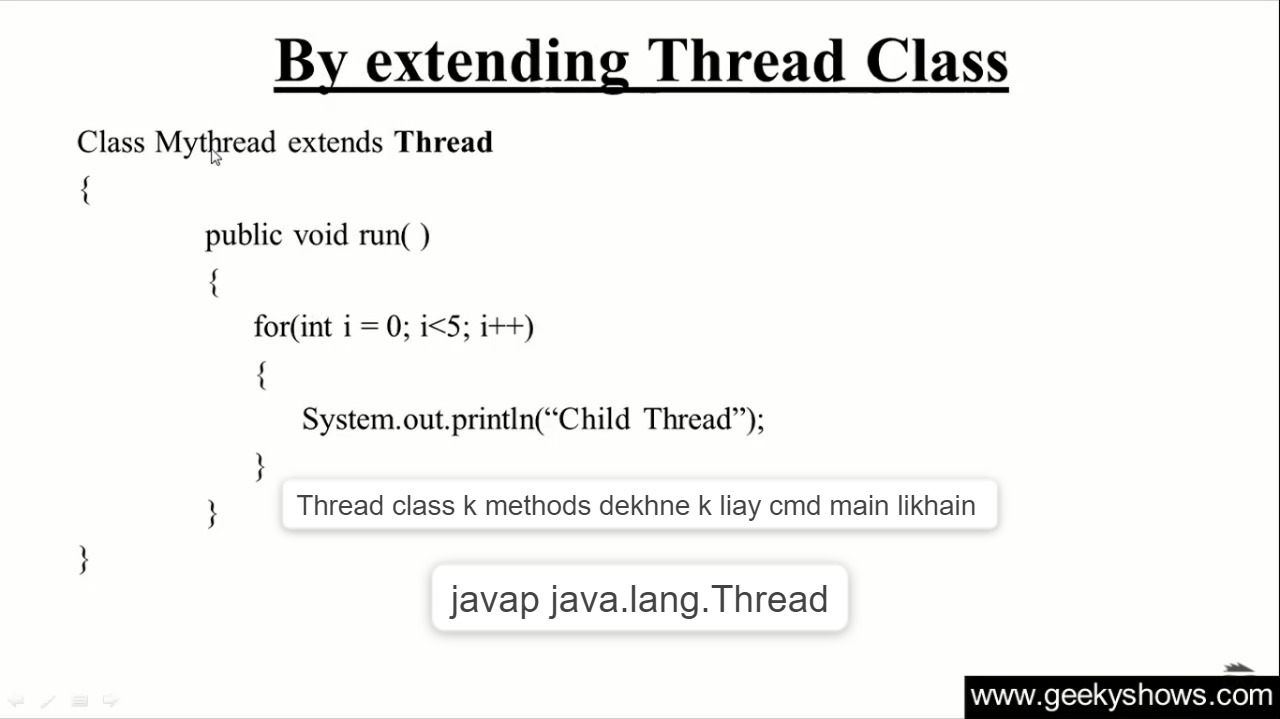 By extending Thread Class
Class Mythread extends Thread
{
public void run( )
{
for(int i = 0; i<5; i++)
{
System.out.println(“Child Thread”);
}
Thread class k methods dekhne k liay cmd main likhain
}
}
javap java.lang.Thread
www.geekyshows.com